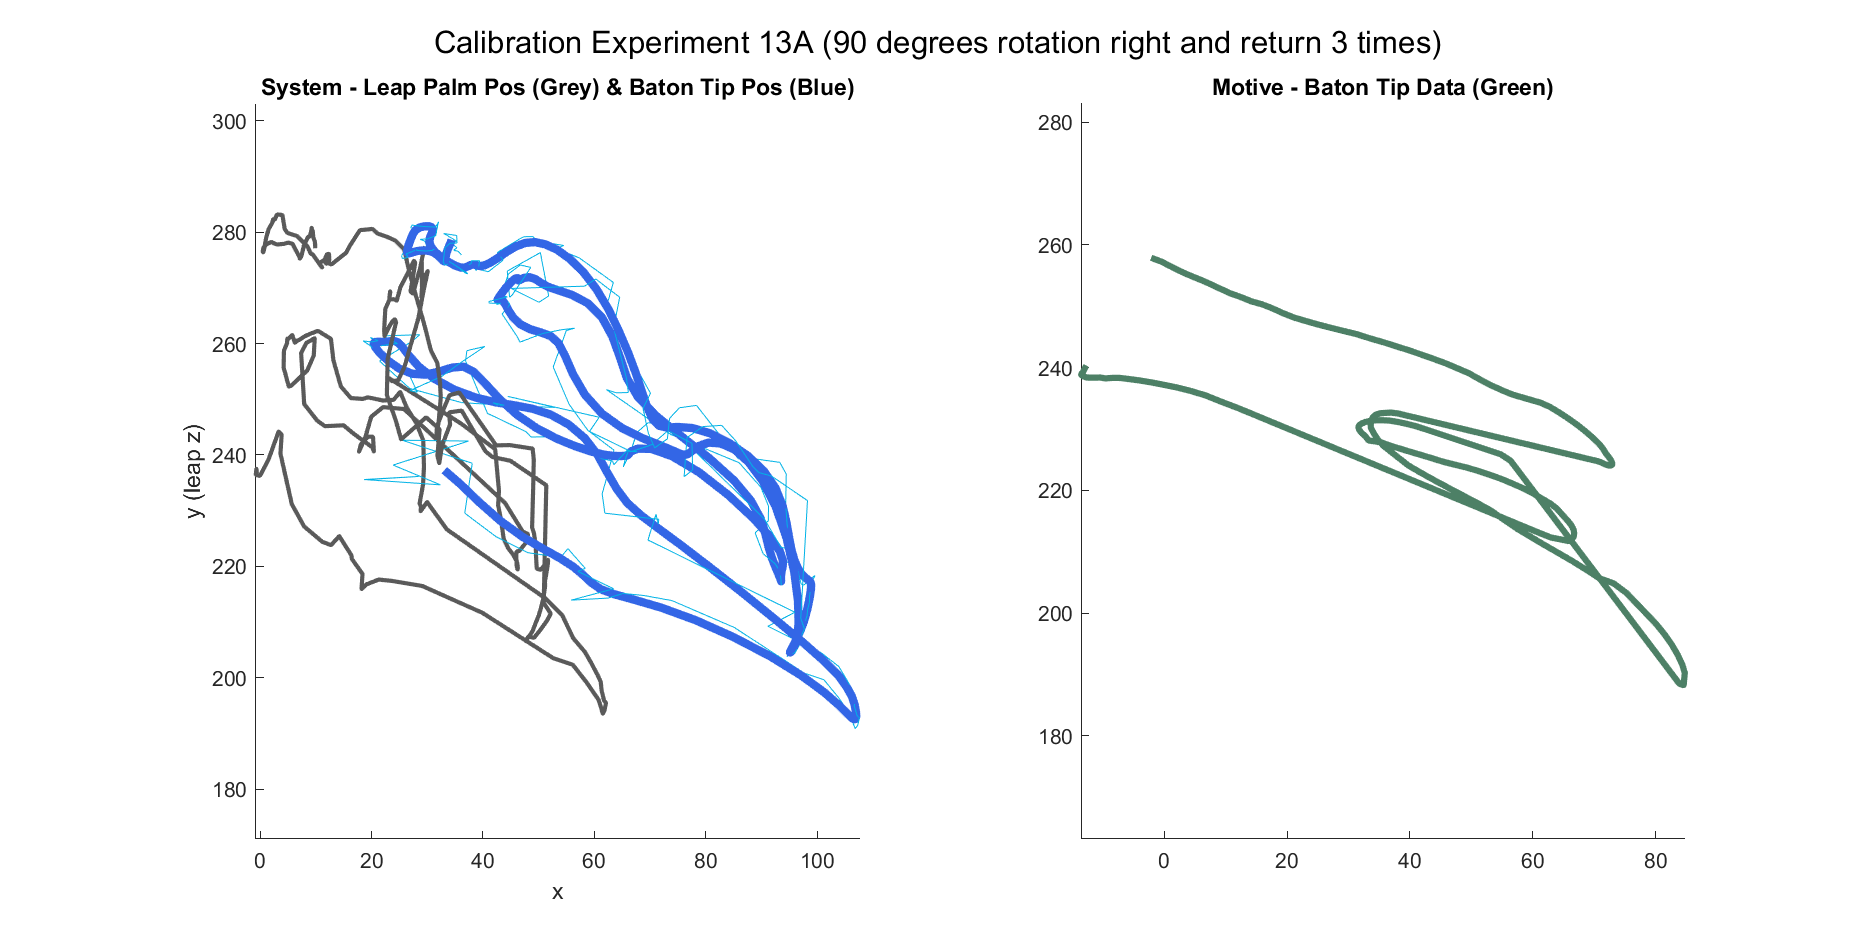 Calibration Experiment 13A (90 degrees rotation right and return 3 times)
System - Leap Palm Pos (Grey) & Baton Tip Pos (Blue)
300
280
260
240
220
200
180
y (leap z)
0 20 40 60 80 100
x
Motive - Baton Tip Data (Green)
280
260
240
220
200
180
0 20 40 60 80